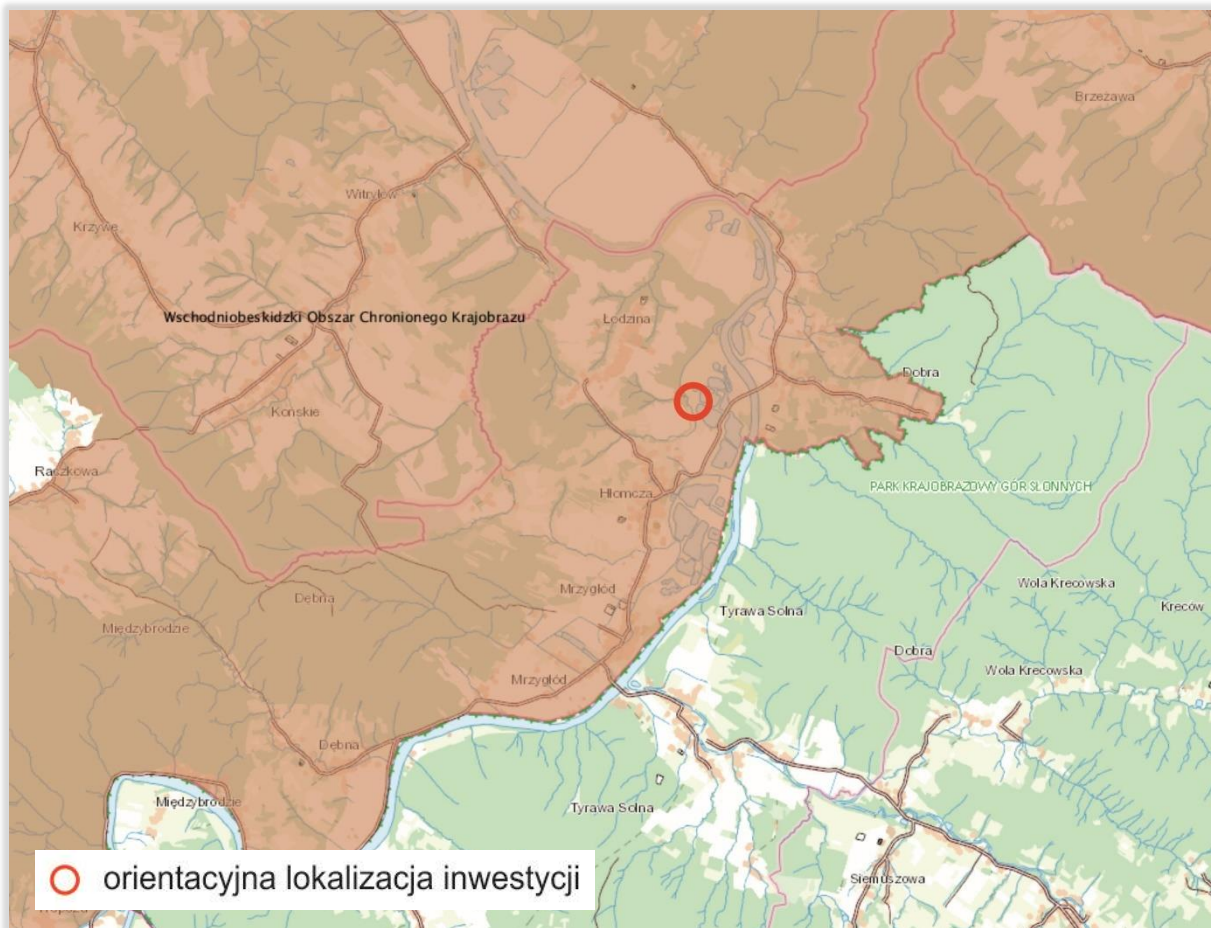 Brzeżawa
Witryłów
Krzywe
Wschodniobeskidzki Obszar Chronionego Krajobrazu
Łodzina
Dobra
Końskie
Raczkowa
PARK KRAJOBRAZOWY GÓR SŁONNYCH
Hłomcza
Wola Krecowska
Mrzygłód
Dębna
Tyrawa Solna
Kreców
Międzybrodzie
Dobra
Wola Krecowska
Mrzygłód
Dębna
Międzybrodzie
Tyrawa Solna
Siemuszowa
orientacyjna lokalizacja inwestycji